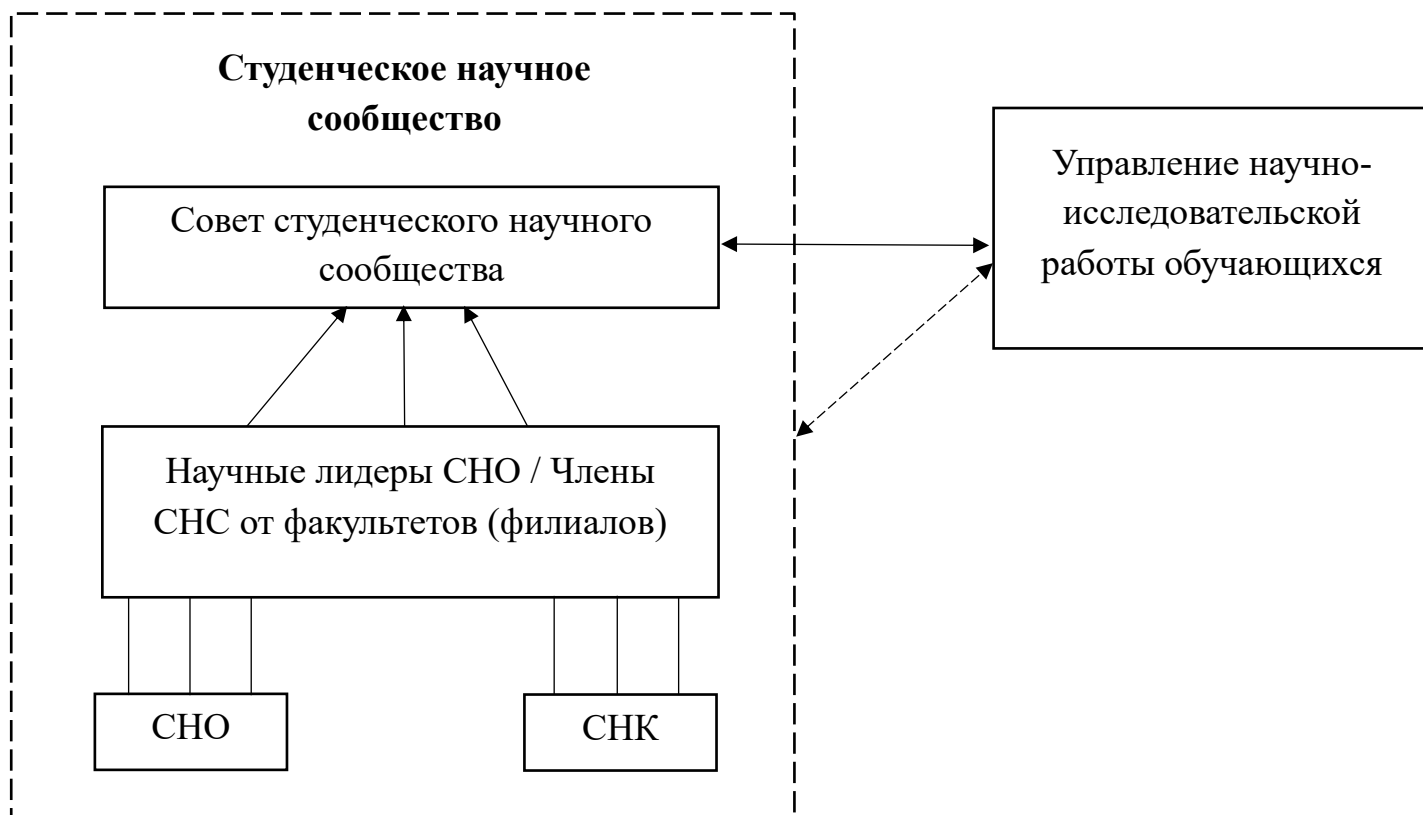 Студенческое научное
сообщество
Совет студенческого научного
сообщества
Управление научно-
исследовательской
работы обучающихся
Научные лидеры СНО / Члены
СНС от факультетов (филиалов)
СНО
СНК